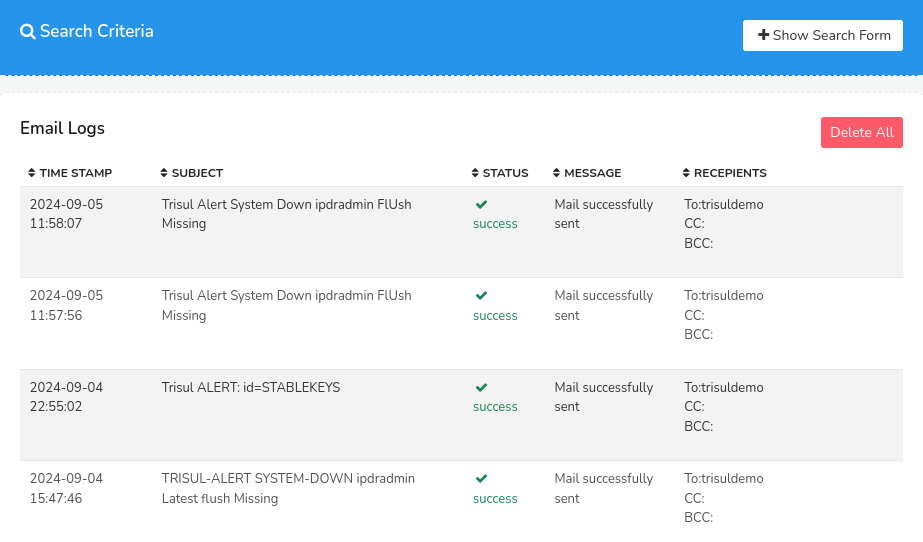 Search Criteria
Show Search Form
Email Logs
Delete All
TIME STAMP SUBJECT STATUS MESSAGE RECEPIENTS
2024-09-05 Trisul Alert System Down ipdradmin FlUsh Mail successfully To:trisuldemo
11:58:07 Missing success sent CC:
BCC:
2024-09-05 Trisul Alert System Down ipdradmin FlUsh Mail successfully To:trisuldemo
11:57:56 Missing success sent CC:
BCC:
2024-09-04 Trisul ALERT: id=STABLEKEYS Mail successfully To:trisuldemo
22:55:02 success sent CC:
BCC:
2024-09-04 TRISUL-ALERT SYSTEM-DOWN ipdradmin Mail successfully To:trisuldemo
15:47:46 Latest flush Missing success sent CC:
BCC: